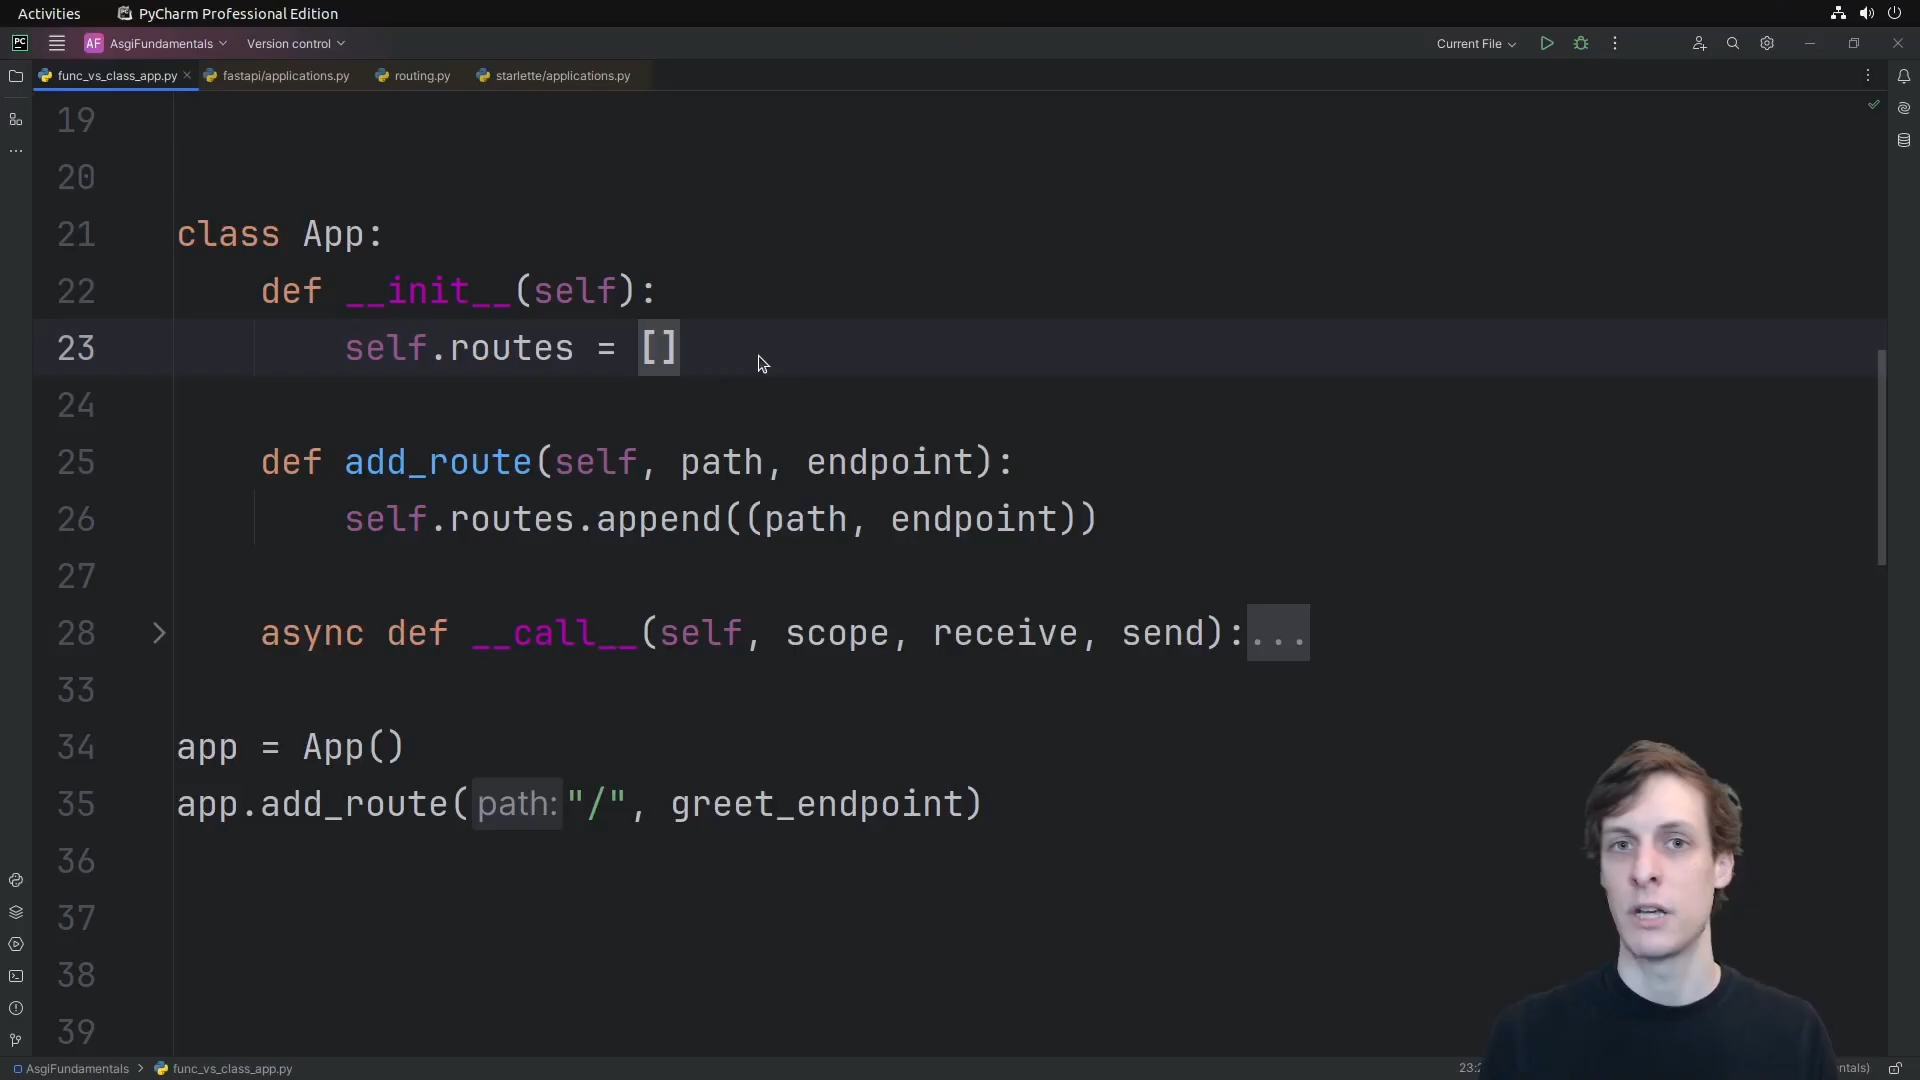 Activities PyCharm Professional Edition
PC AF AsgiFundamentals Version control Current File
func_vs_class_app.py fastapi/applications.py routing.py starlette/applications.py
19
20
21 class App:
22 def __init__(self):
23 self.routes = []
24
25 def add_route(self, path, endpoint):
26 self.routes.append((path, endpoint))
27
28 async def __call__(self, scope, receive, send):...
33
34 app = App()
35 app.add_route(path:"/", greet_endpoint)
36
37
38
39
AsgiFundamentals func_vs_class_app.py